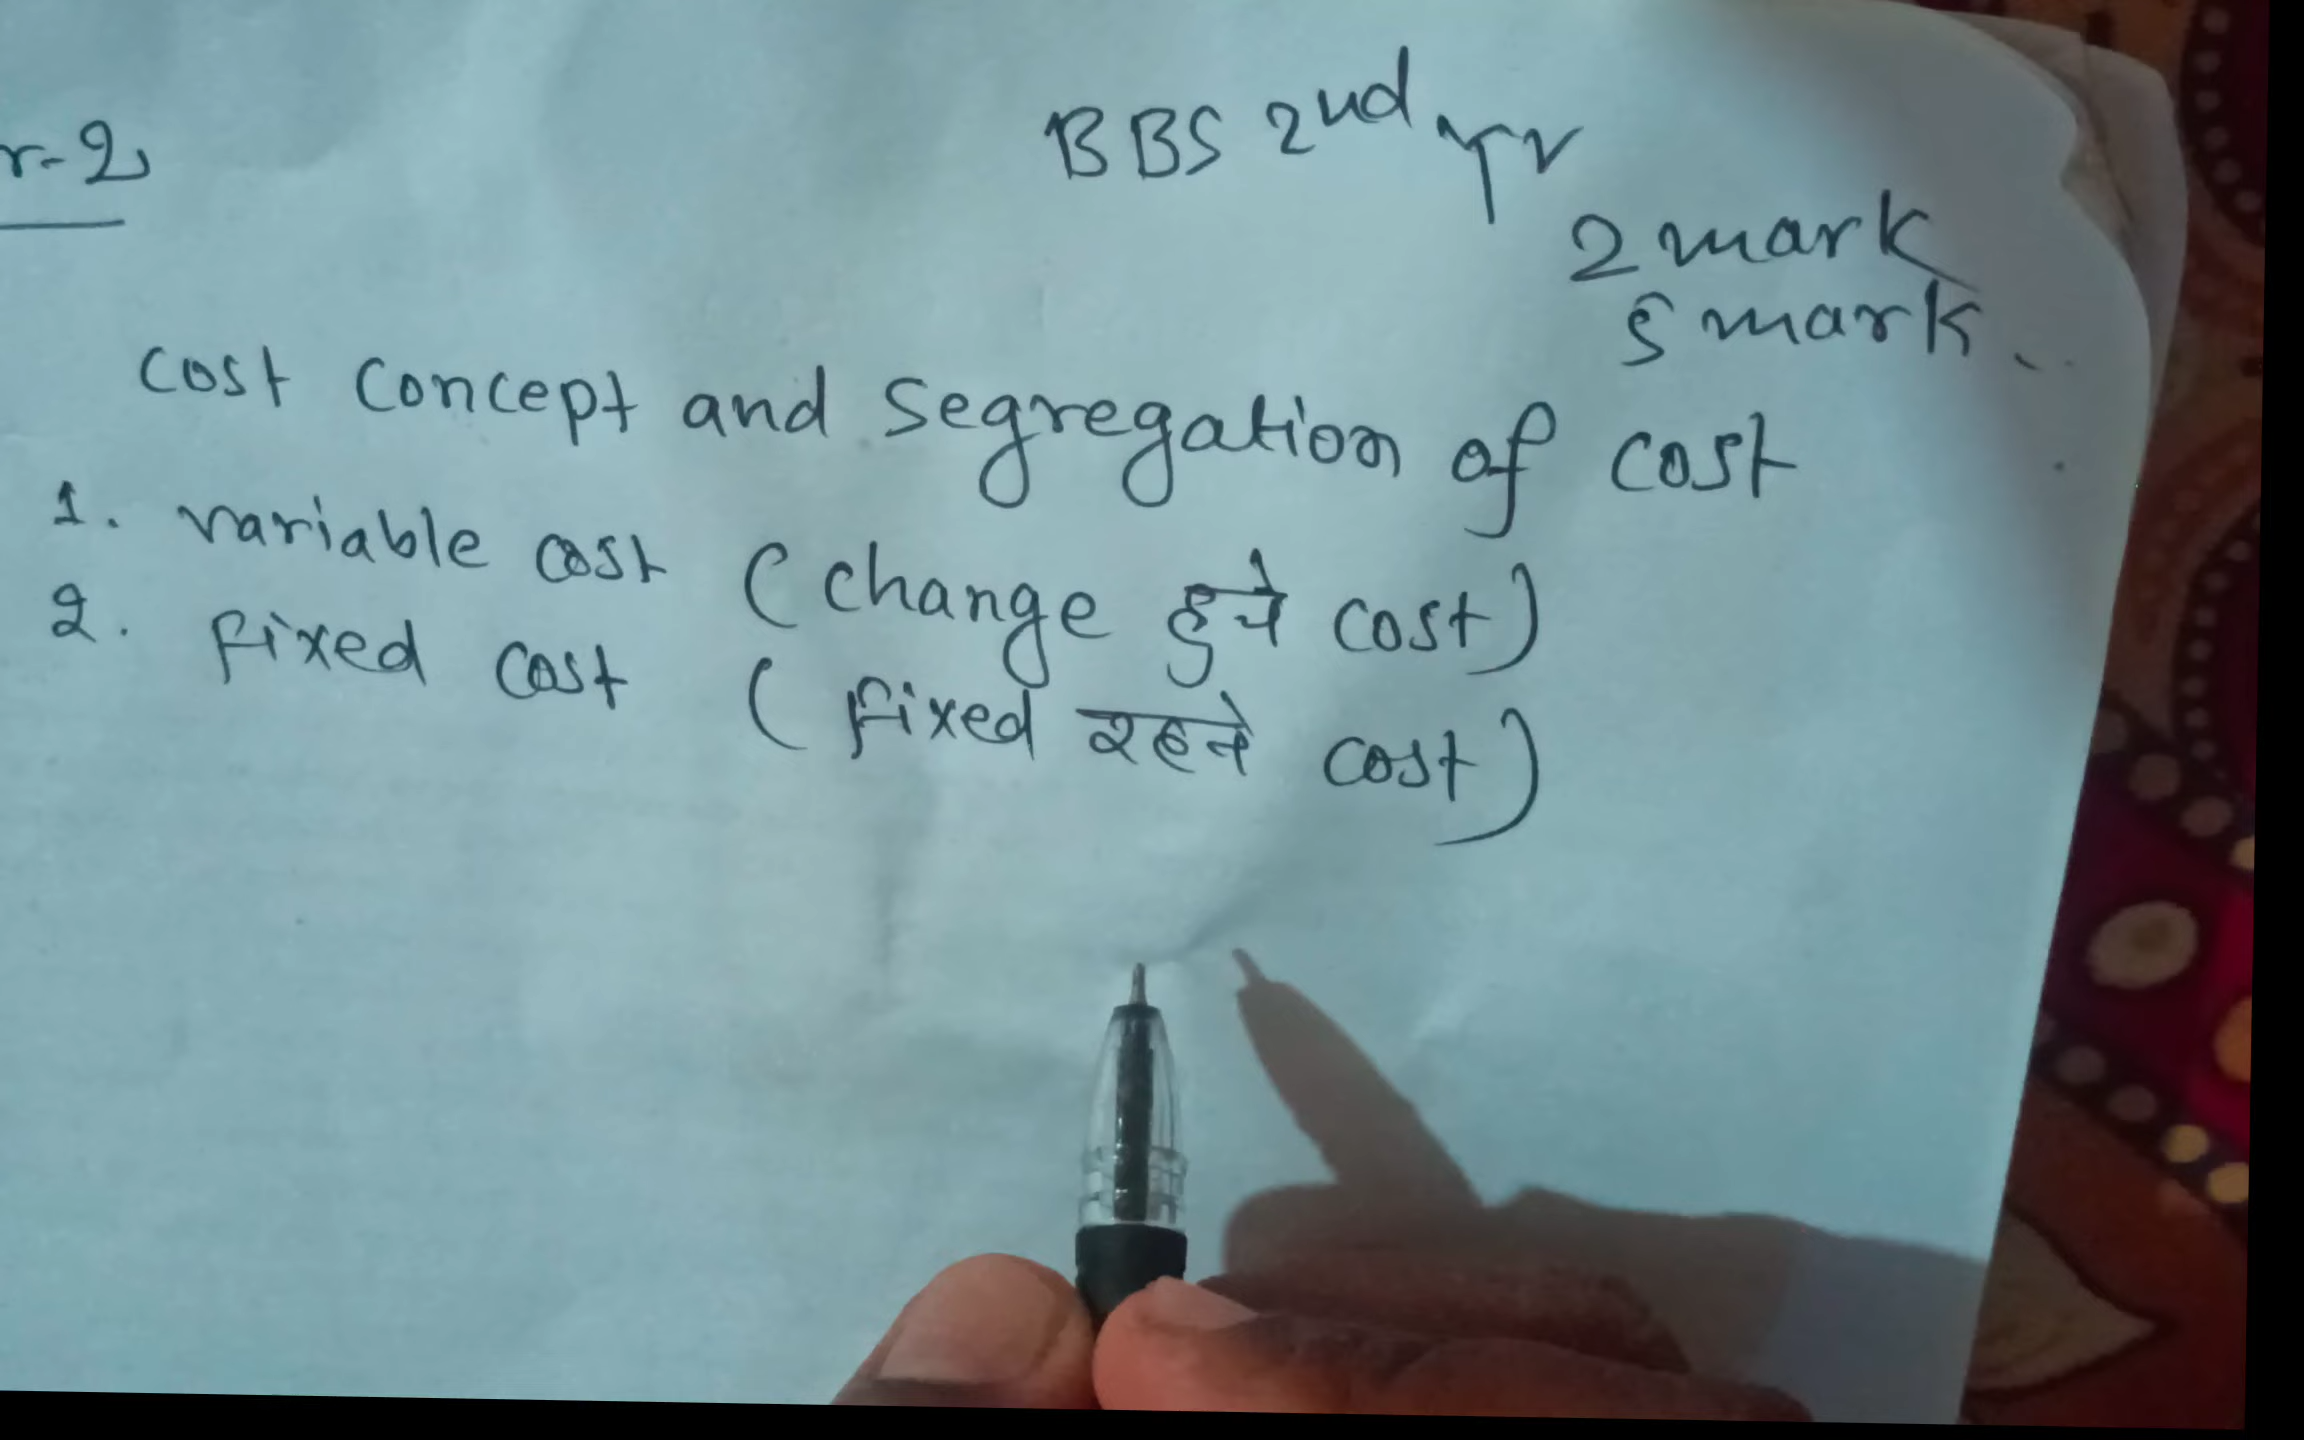 r-2
BBS 2nd yr
2 mark
5 mark
cost concept and segregation of cost
1. variable cost (change हुने cost)
2. fixed cost (fixed रहने cost)